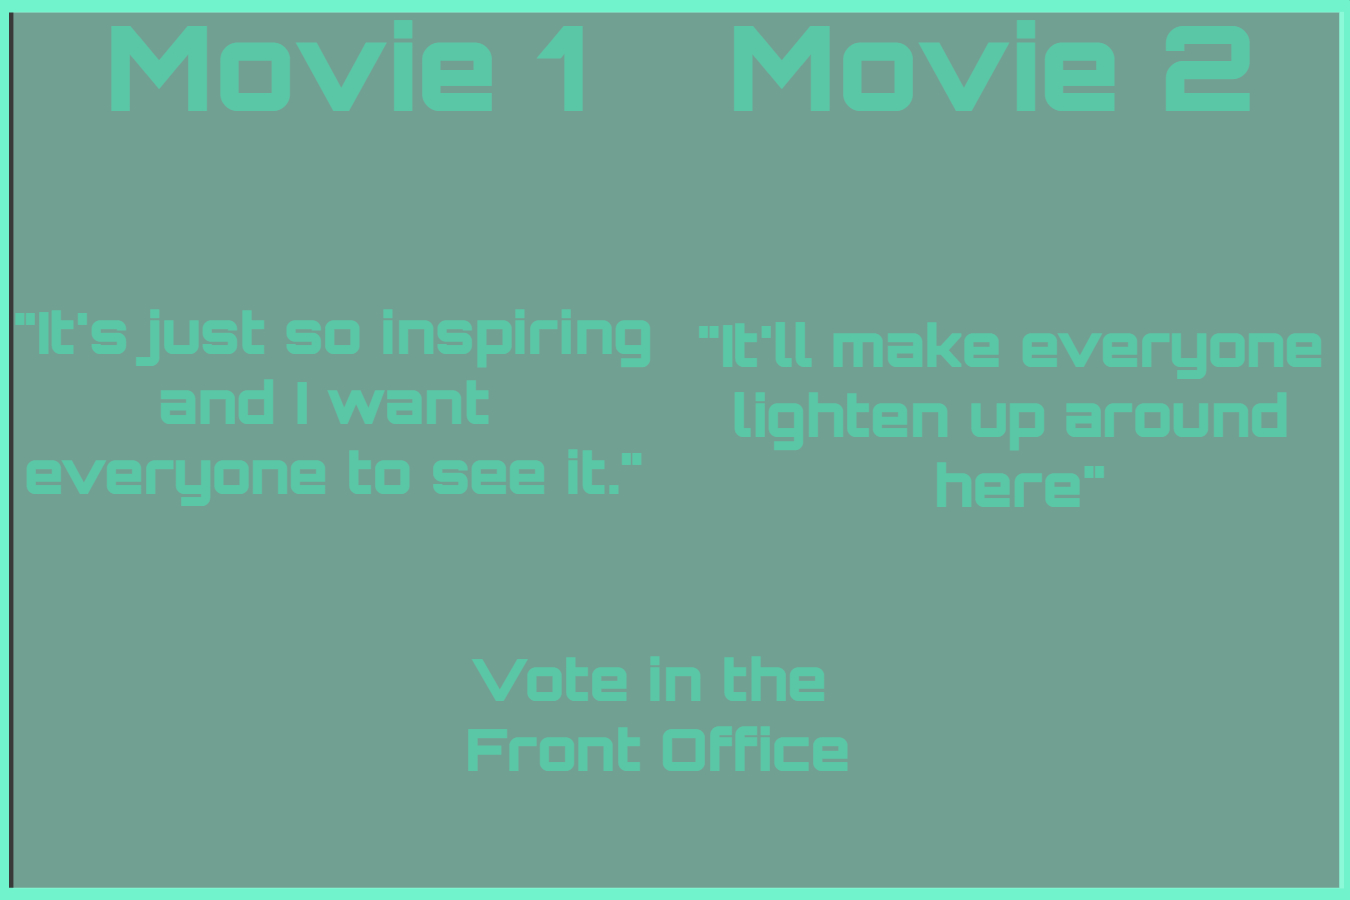 Movie 1
Movie 2
"It's just so inspiring
and I want
everyone to see it."
"It'll make everyone
lighten up around
here"
Vote in the
Front Office